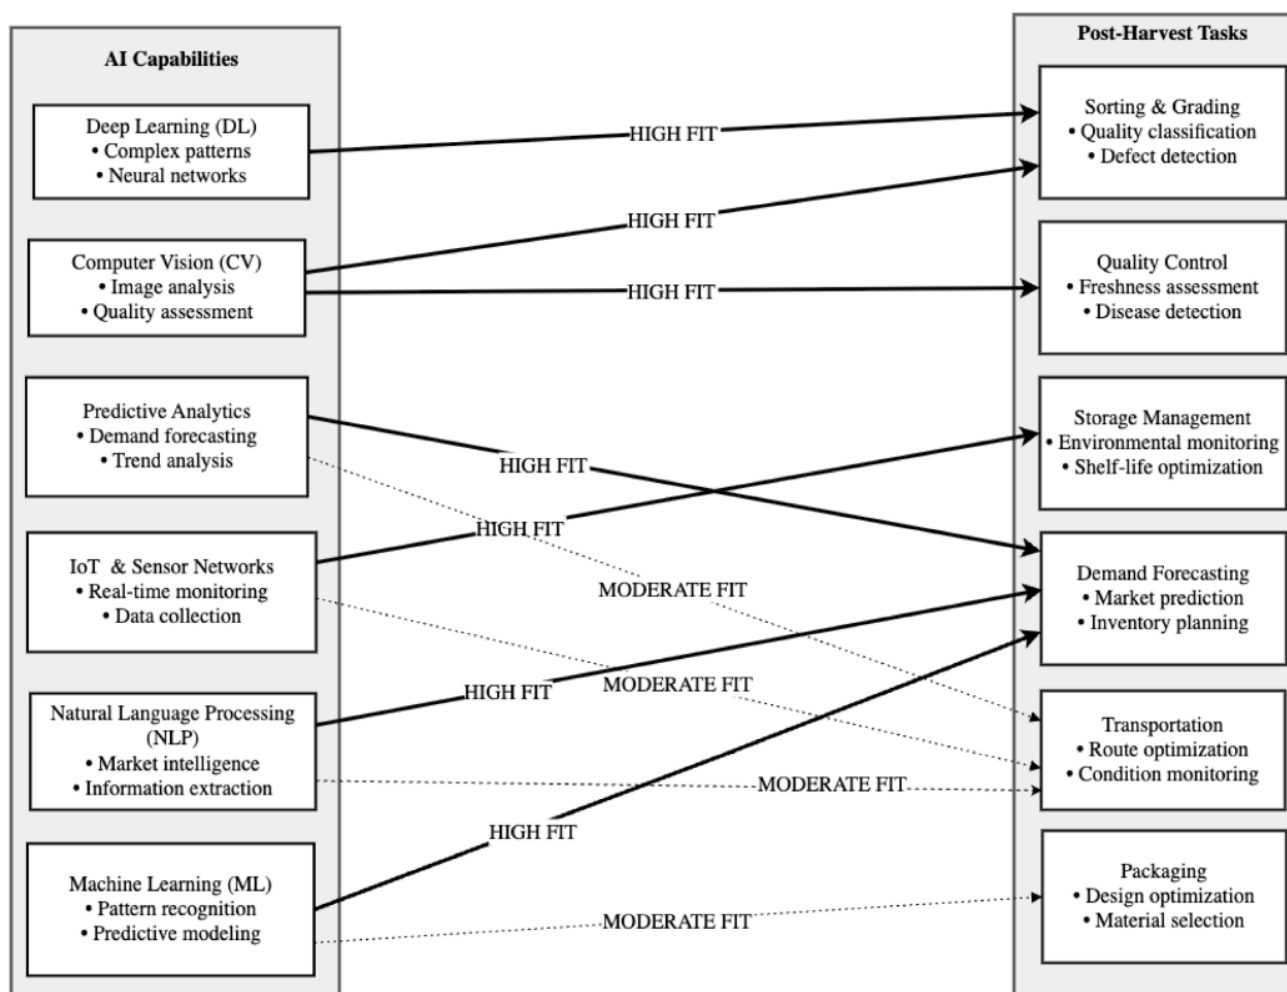 AI Capabilities
Deep Learning (DL)
• Complex patterns
• Neural networks
Computer Vision (CV)
• Image analysis
• Quality assessment
Predictive Analytics
• Demand forecasting
• Trend analysis
IoT & Sensor Networks
• Real-time monitoring
• Data collection
Natural Language Processing
(NLP)
• Market intelligence
• Information extraction
Machine Learning (ML)
• Pattern recognition
• Predictive modeling
HIGH FIT
HIGH FIT
HIGH FIT
HIGH FIT
HIGH FIT
MODERATE FIT
MODERATE FIT
HIGH FIT
MODERATE FIT
HIGH FIT
MODERATE FIT
Post-Harvest Tasks
Sorting & Grading
• Quality classification
• Defect detection
Quality Control
• Freshness assessment
• Disease detection
Storage Management
• Environmental monitoring
• Shelf-life optimization
Demand Forecasting
• Market prediction
• Inventory planning
Transportation
• Route optimization
• Condition monitoring
Packaging
• Design optimization
• Material selection